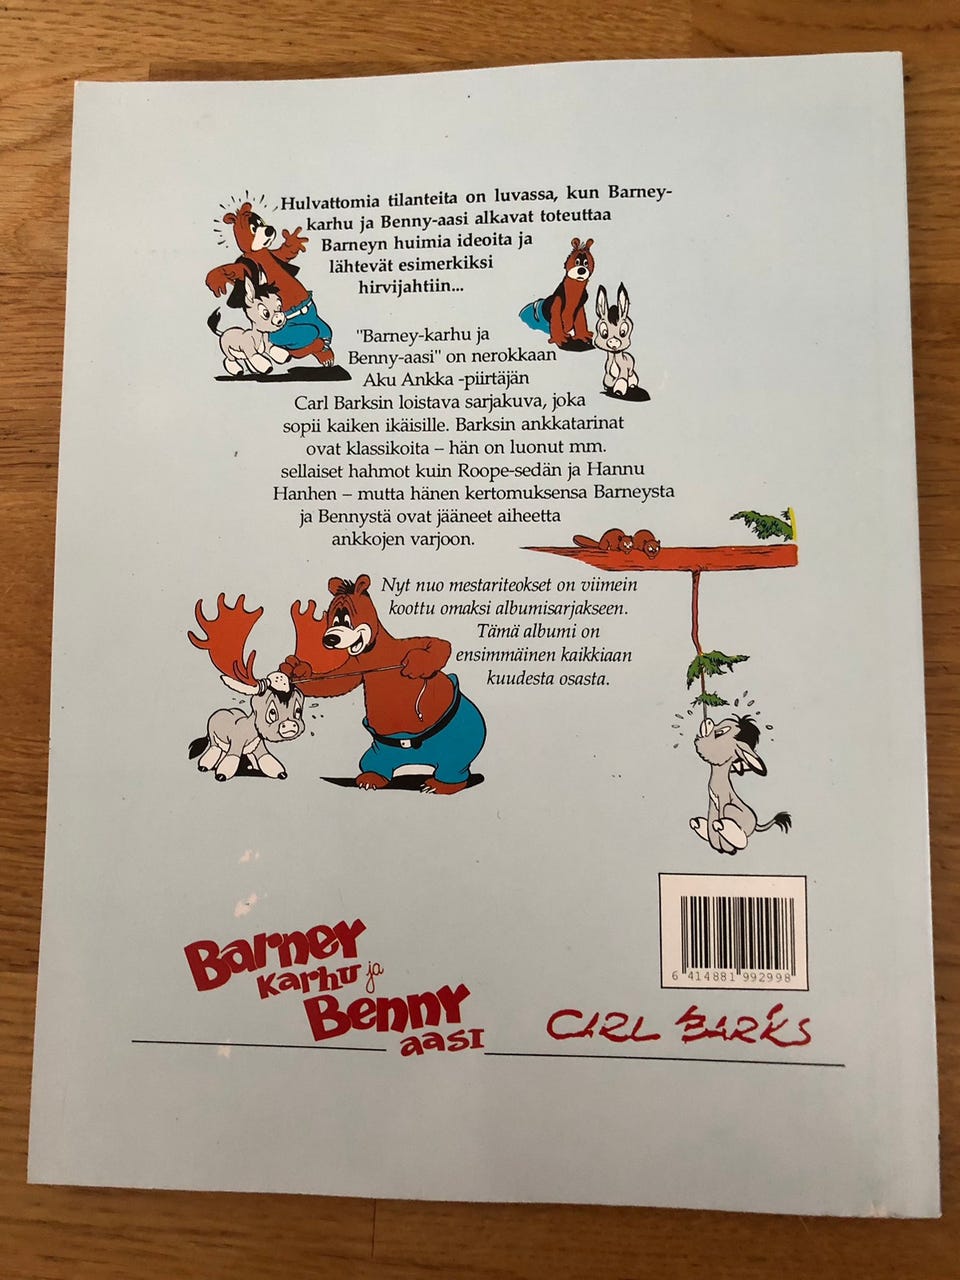 Hulvattomia tilanteita on luvassa, kun Barney-
karhu ja Benny-aasi alkavat toteuttaa
Barneyn huimia ideoita ja
lähtevät esimerkiksi
hirvijahtiin...
"Barney-karhu ja
Benny-aasi" on nerokkaan
Aku Ankka -piirtäjän
Carl Barksin loistava sarjakuva, joka
sopii kaiken ikäisille. Barksin ankkatarinat
ovat klassikoita – hän on luonut mm.
sellaiset hahmot kuin Roope-sedän ja Hannu
Hanhen – mutta hänen kertomuksensa Barneysta
ja Bennystä ovat jääneet aiheetta
ankkojen varjoon.
Nyt nuo mestariteokset on viimein
koottu omaksi albumisarjakseen.
Tämä albumi on
ensimmäinen kaikkiaan
kuudesta osasta.
6 414881 992998
Barney
karhu ja
Benny
aasi
CARL BARKS